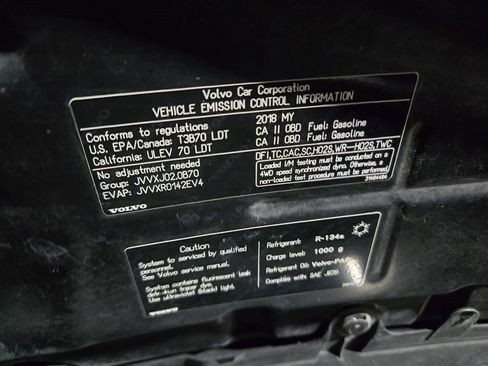 Volvo Car Corporation
VEHICLE EMISSION CONTROL INFORMATION
Conforms to regulations
2018 MY
U.S. EPA/Canada: T3B70 LDT
CA II OBD Fuel: Gasoline
California: ULEV 70 LDT
CA II OBD Fuel: Gasoline
No adjustment needed
Group: JVVXJ02.0B70
EVAP: JVVXR0142EV4
DFI,TC,CAC,SC,HO2S,WR-HO2S,TWC
Loaded I/M testing must be conducted on a
4WD speed synchronized dyno. Otherwise, a
non-loaded test procedure must be performed.
VOLVO
Caution
System to serviced by qualified
personnel.
See Volvo service manual.
System contains fluorescent leak
tracer dye.
Use ultraviolet (black) light.
VOLVO
Refrigerant: R-134a
Charge level: 1000 g
Refrigerant Oil: Volvo-PAG
Complies with: SAE J639